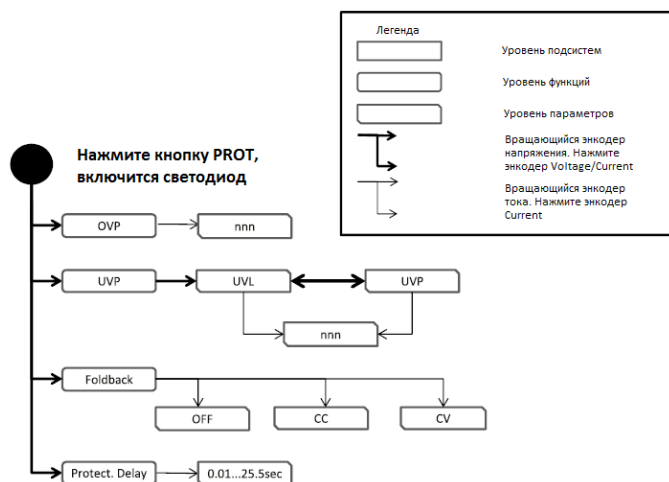 Легенда
Уровень подсистем
Уровень функций
Уровень параметров
Вращающийся энкодер
напряжения. Нажмите
энкодер Voltage/Current
Вращающийся энкодер
тока. Нажмите энкодер
Current
Нажмите кнопку PROT,
включится светодиод
OVP
nnn
UVP
UVL
UVP
nnn
Foldback
OFF
CC
CV
Protect. Delay
0.01...25.5sec